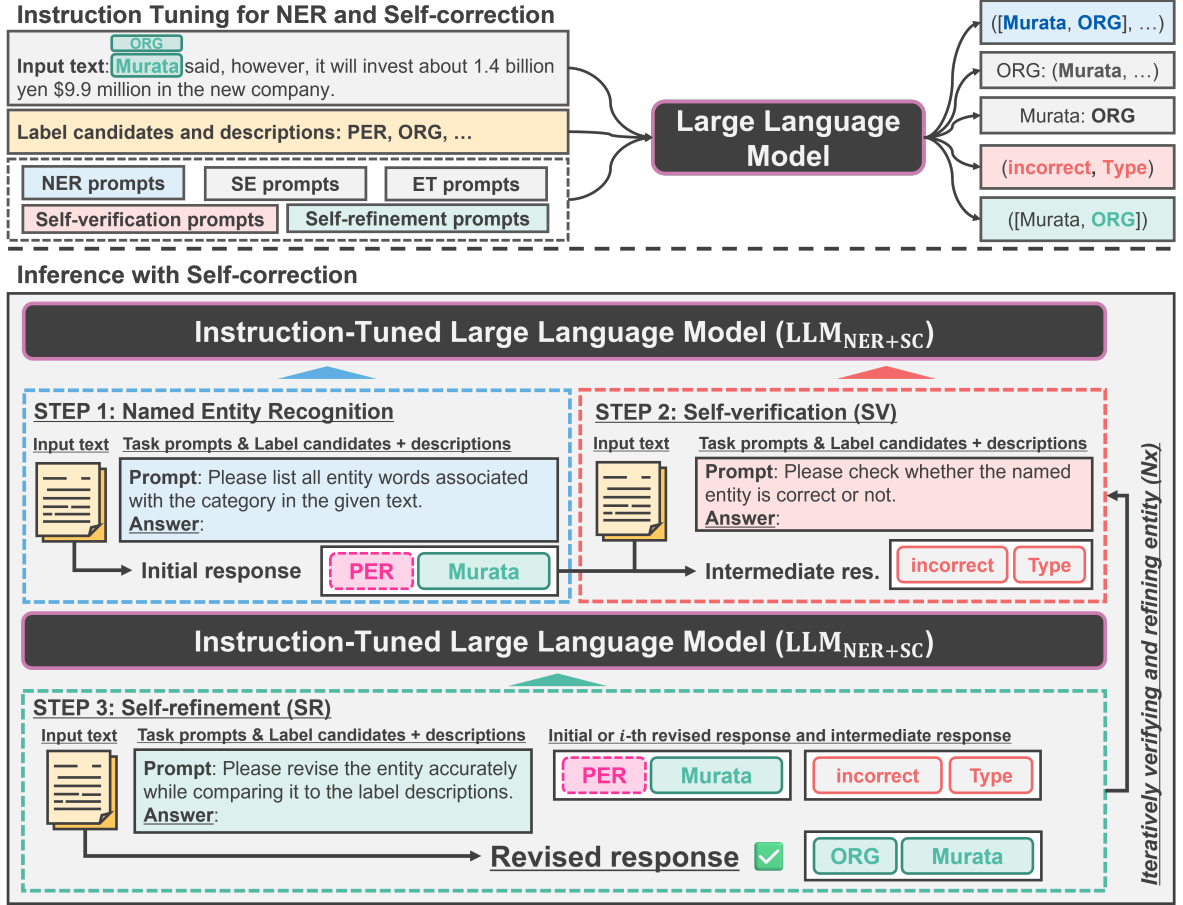 Instruction Tuning for NER and Self-correction
ORG
Input text: Murata said, however, it will invest about 1.4 billion
yen $9.9 million in the new company.
Label candidates and descriptions: PER, ORG, …
NER prompts
SE prompts
ET prompts
Self-verification prompts
Self-refinement prompts
Large Language
Model
([Murata, ORG], …)
ORG: (Murata, …)
Murata: ORG
(incorrect, Type)
([Murata, ORG])
Inference with Self-correction
Instruction-Tuned Large Language Model (LLM_NER+SC)
STEP 1: Named Entity Recognition
Input text
Task prompts & Label candidates + descriptions
Prompt: Please list all entity words associated
with the category in the given text.
Answer:
Initial response
PER
Murata
STEP 2: Self-verification (SV)
Input text
Task prompts & Label candidates + descriptions
Prompt: Please check whether the named
entity is correct or not.
Answer:
Intermediate res.
incorrect
Type
Instruction-Tuned Large Language Model (LLM_NER+SC)
STEP 3: Self-refinement (SR)
Input text
Task prompts & Label candidates + descriptions
Prompt: Please revise the entity accurately
while comparing it to the label descriptions.
Answer:
Initial or i-th revised response and intermediate response
PER
Murata
incorrect
Type
Revised response
ORG
Murata
Iteratively verifying and refining entity (Nx)